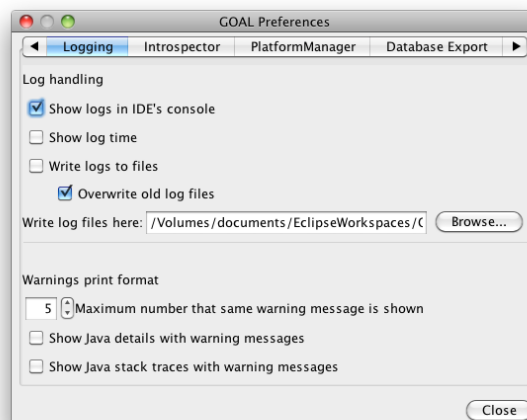 GOAL Preferences
Logging Introspector PlatformManager Database Export
Log handling
Show logs in IDE's console
Show log time
Write logs to files
Overwrite old log files
Write log files here: /Volumes/documents/EclipseWorkspaces/ Browse...
Warnings print format
5 Maximum number that same warning message is shown
Show Java details with warning messages
Show Java stack traces with warning messages
Close